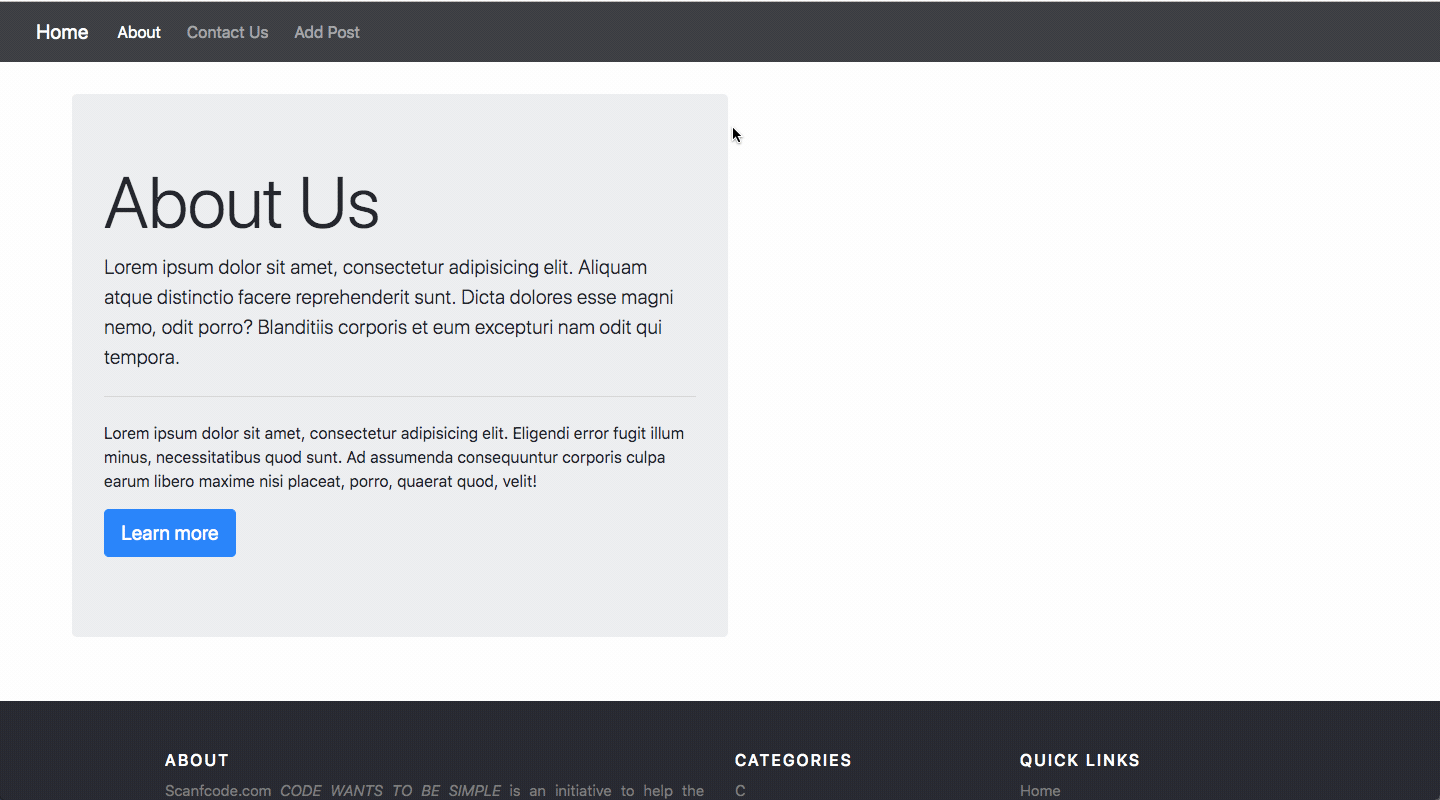 Home About Contact Us Add Post
About Us
Lorem ipsum dolor sit amet, consectetur adipisicing elit. Aliquam
atque distinctio facere reprehenderit sunt. Dicta dolores esse magni
nemo, odit porro? Blanditiis corporis et eum excepturi nam odit qui
tempora.
Lorem ipsum dolor sit amet, consectetur adipisicing elit. Eligendi error fugit illum
minus, necessitatibus quod sunt. Ad assumenda consequuntur corporis culpa
earum libero maxime nisi placeat, porro, quaerat quod, velit!
Learn more
ABOUT
Scanfcode.com CODE WANTS TO BE SIMPLE is an initiative to help the
CATEGORIES
C
QUICK LINKS
Home